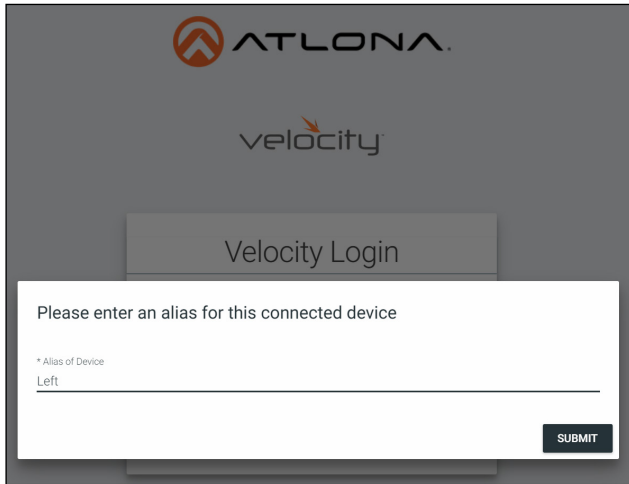 ATLONA.
velocity
Velocity Login
Please enter an alias for this connected device
* Alias of Device
Left
SUBMIT